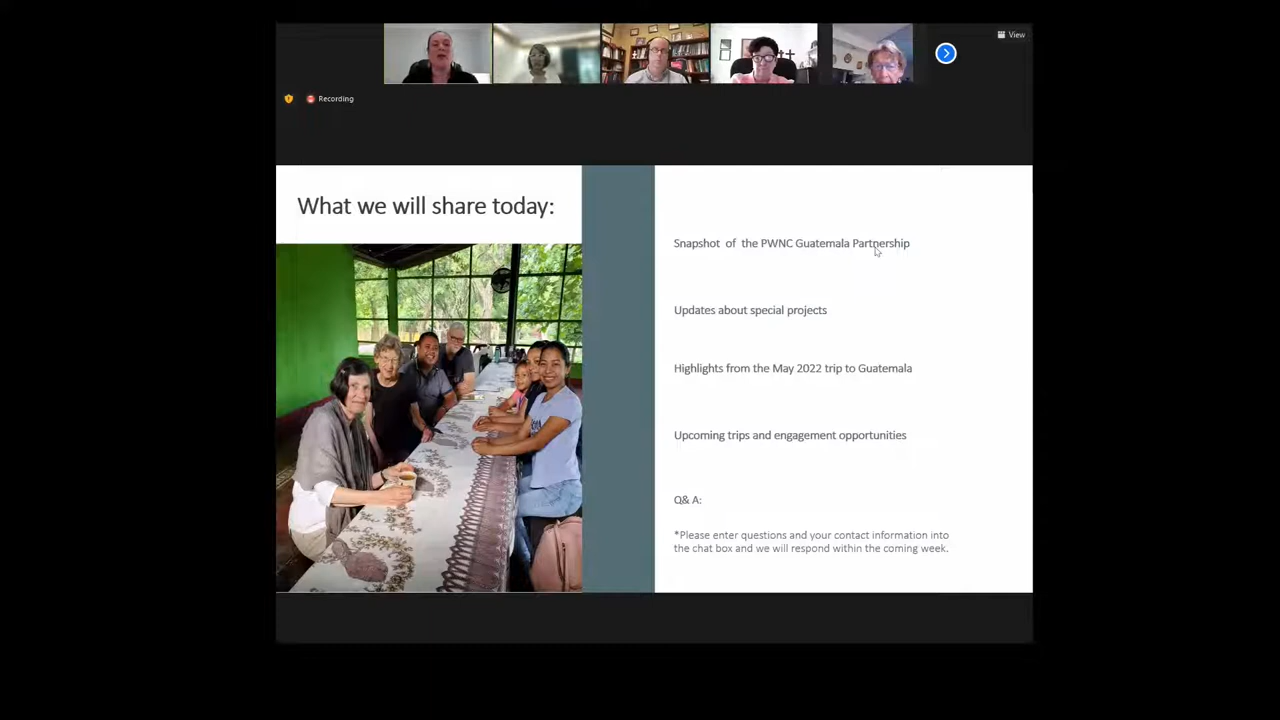 View
Recording
What we will share today:
Snapshot of the PWNC Guatemala Partnership
Updates about special projects
Highlights from the May 2022 trip to Guatemala
Upcoming trips and engagement opportunities
Q& A:
*Please enter questions and your contact information into
the chat box and we will respond within the coming week.